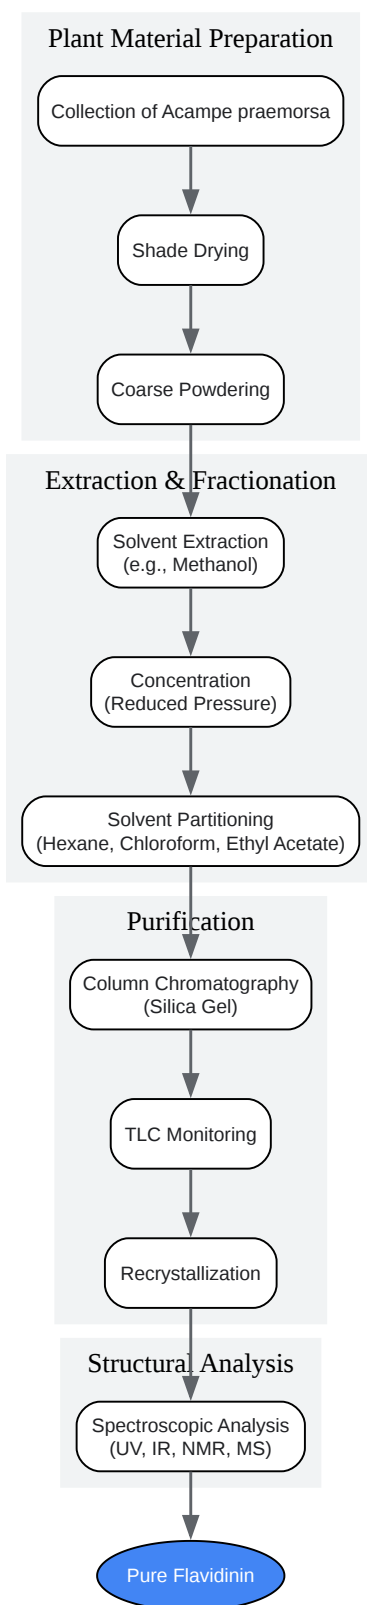 Plant Material Preparation
Collection of Acampe praemorsa
Shade Drying
Coarse Powdering
Extraction & Fractionation
Solvent Extraction
(e.g., Methanol)
Concentration
(Reduced Pressure)
Solvent Partitioning
(Hexane, Chloroform, Ethyl Acetate)
Purification
Column Chromatography
(Silica Gel)
TLC Monitoring
Recrystallization
Structural Analysis
Spectroscopic Analysis
(UV, IR, NMR, MS)
Pure Flavidinin